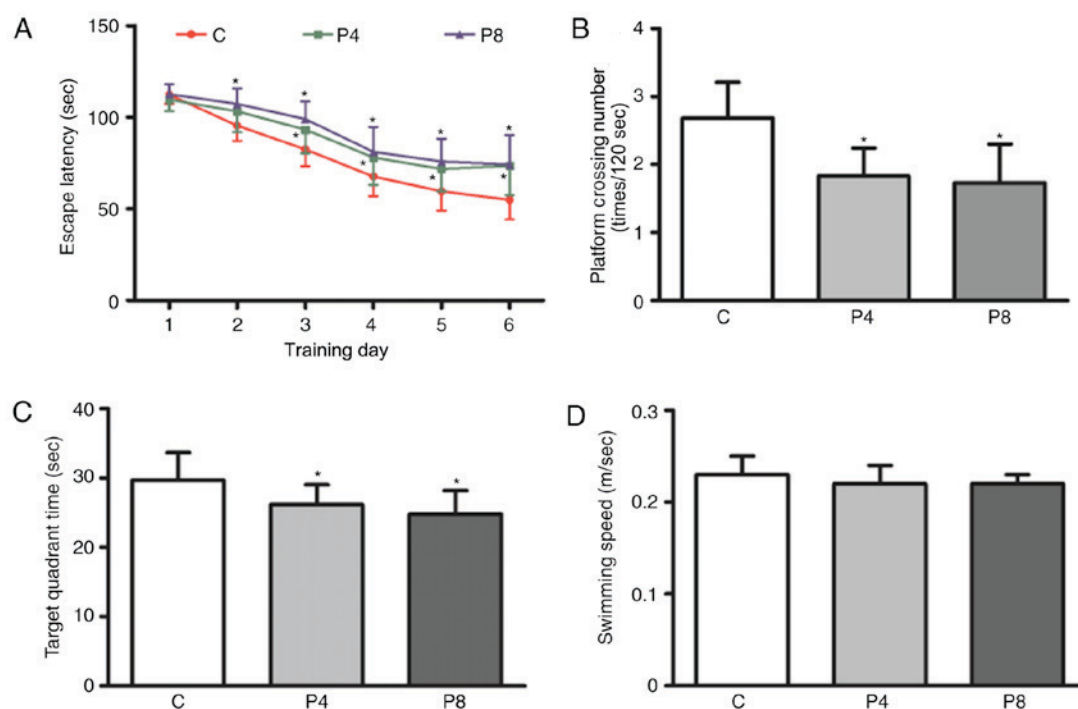 A
C P4 P8
150
100
50
0
Escape latency (sec)
* * * * *
* * * *
1 2 3 4 5 6
Training day
B
4
3
2
1
0
Platform crossing number
(times/120 sec)
* *
C P4 P8
C
40
30
20
10
0
Target quadrant time (sec)
* *
C P4 P8
D
0.3
0.2
0.1
0
Swimming speed (m/sec)
C P4 P8